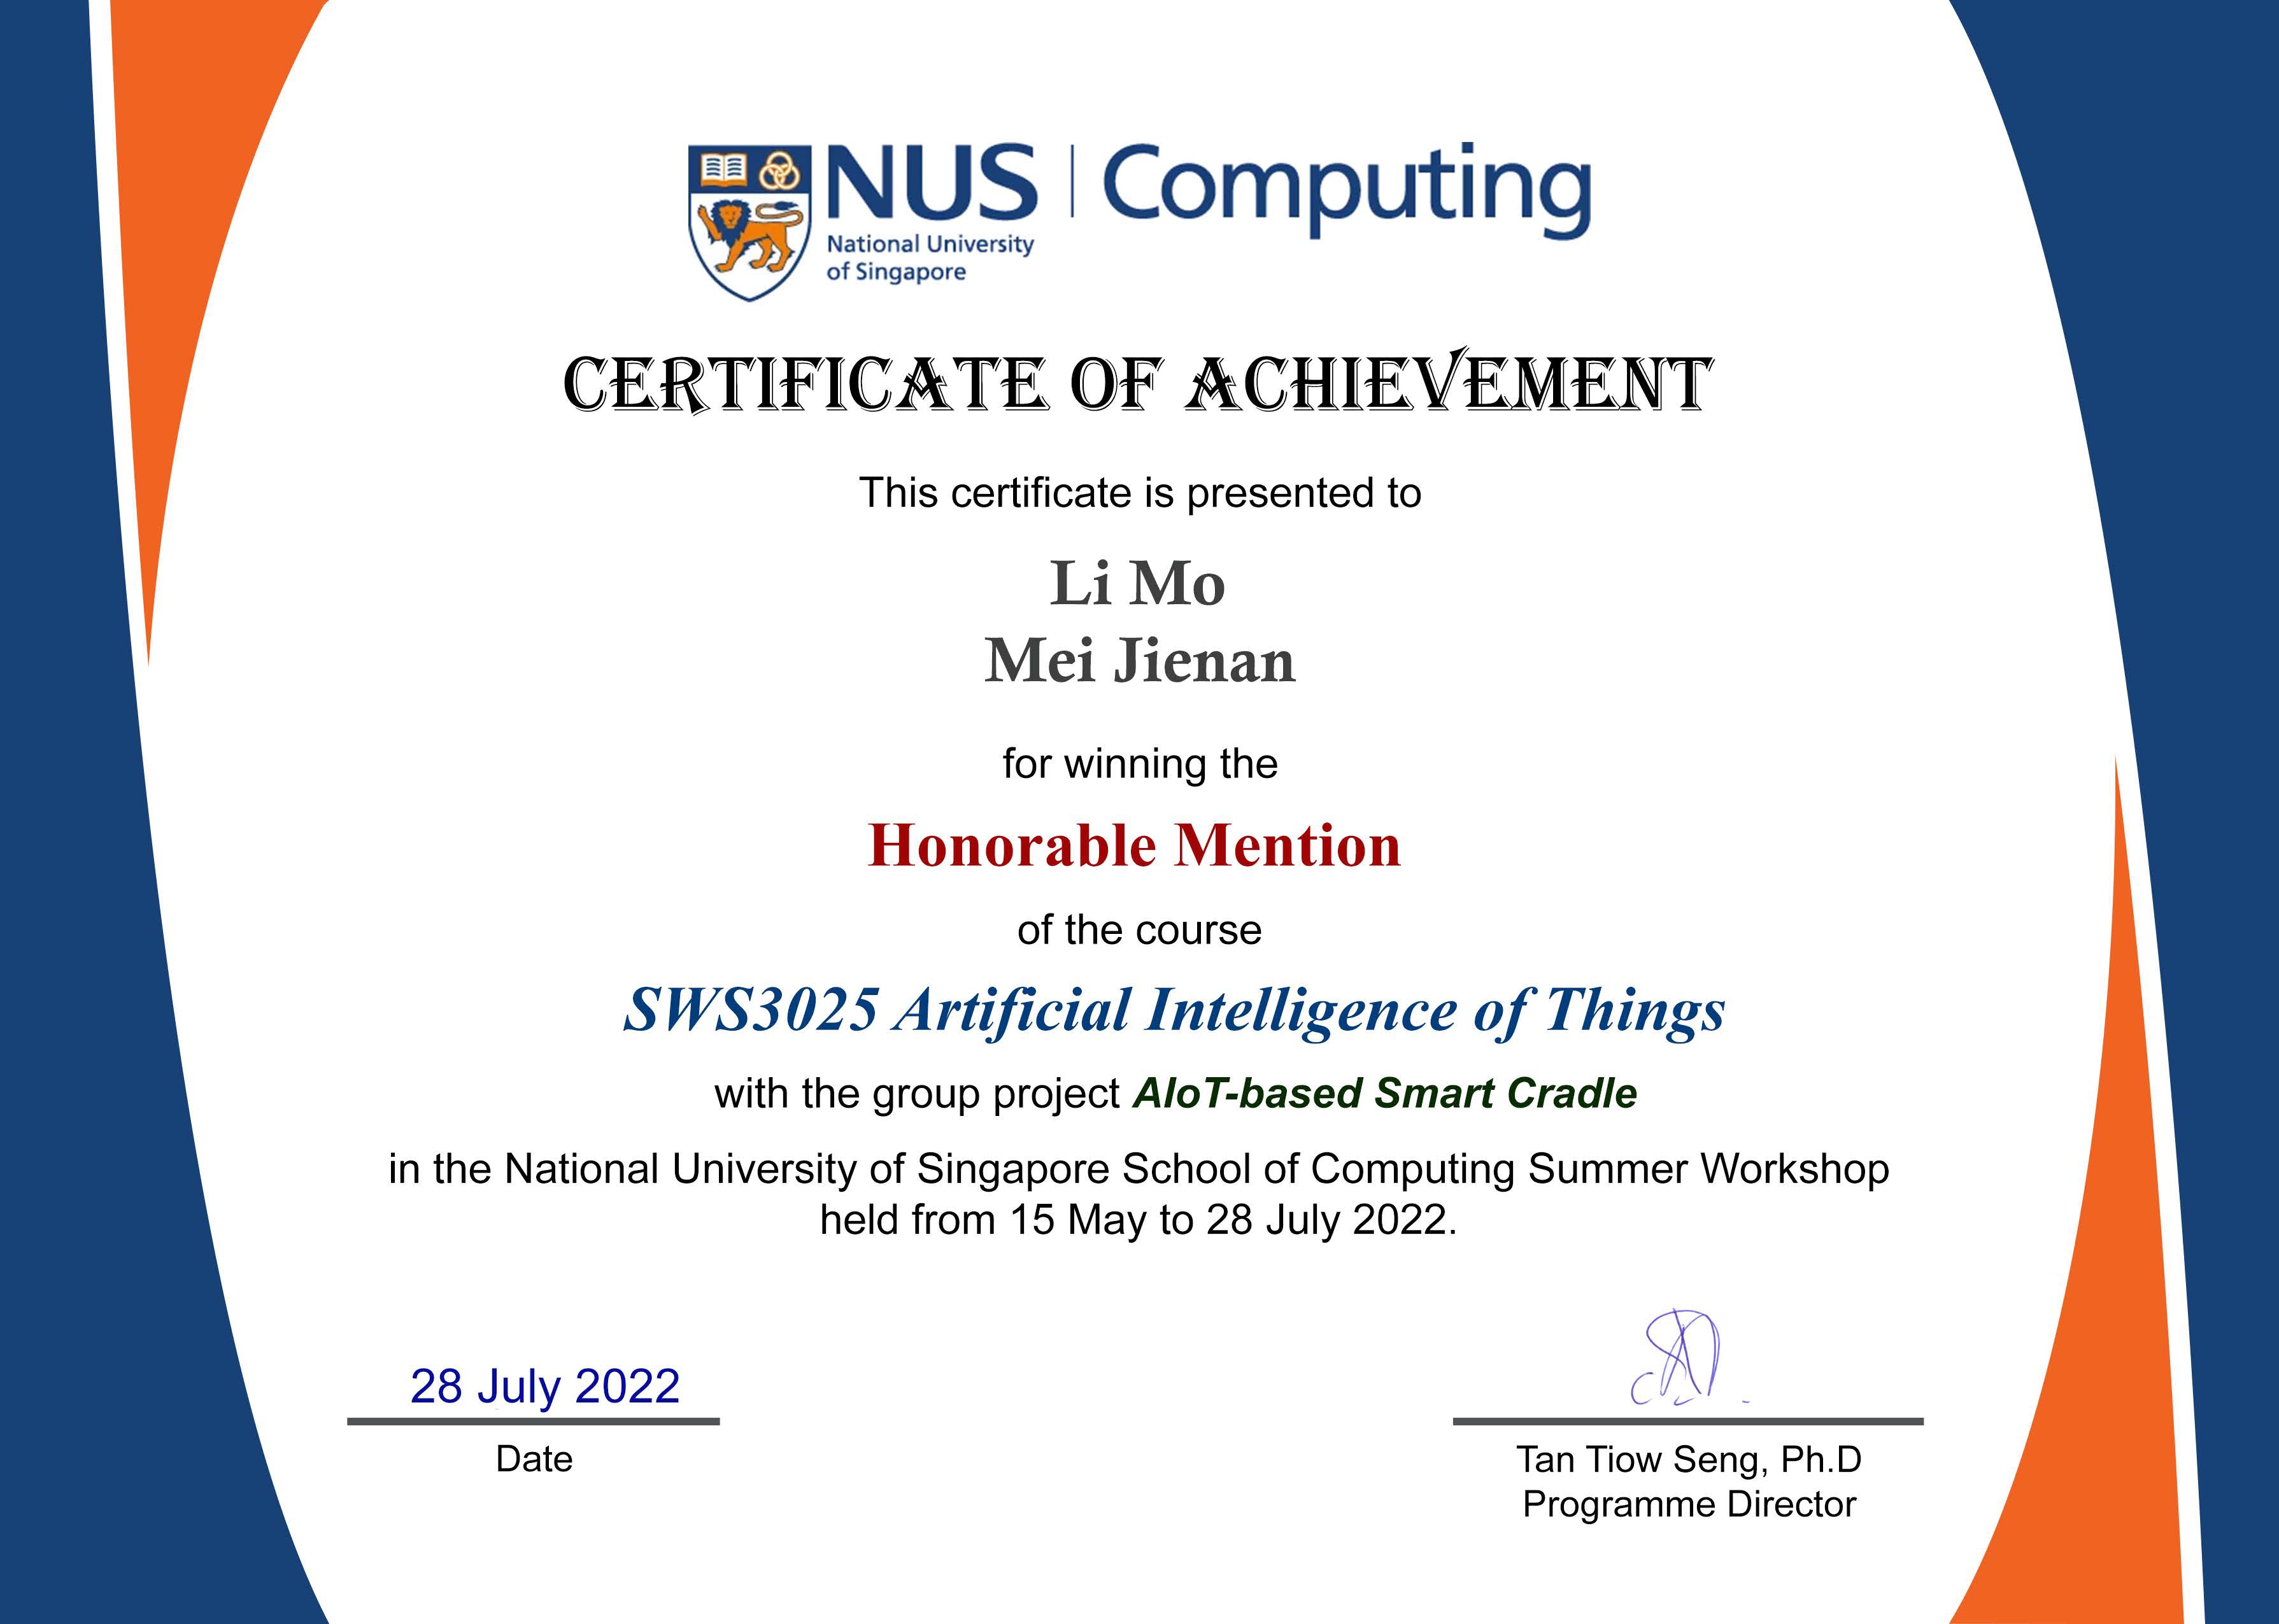 NUS | Computing
National University
of Singapore
CERTIFICATE OF ACHIEVEMENT
This certificate is presented to
Li Mo
Mei Jienan
for winning the
Honorable Mention
of the course
SWS3025 Artificial Intelligence of Things
with the group project AIoT-based Smart Cradle
in the National University of Singapore School of Computing Summer Workshop
held from 15 May to 28 July 2022.
28 July 2022
Date
Tan Tiow Seng, Ph.D
Programme Director